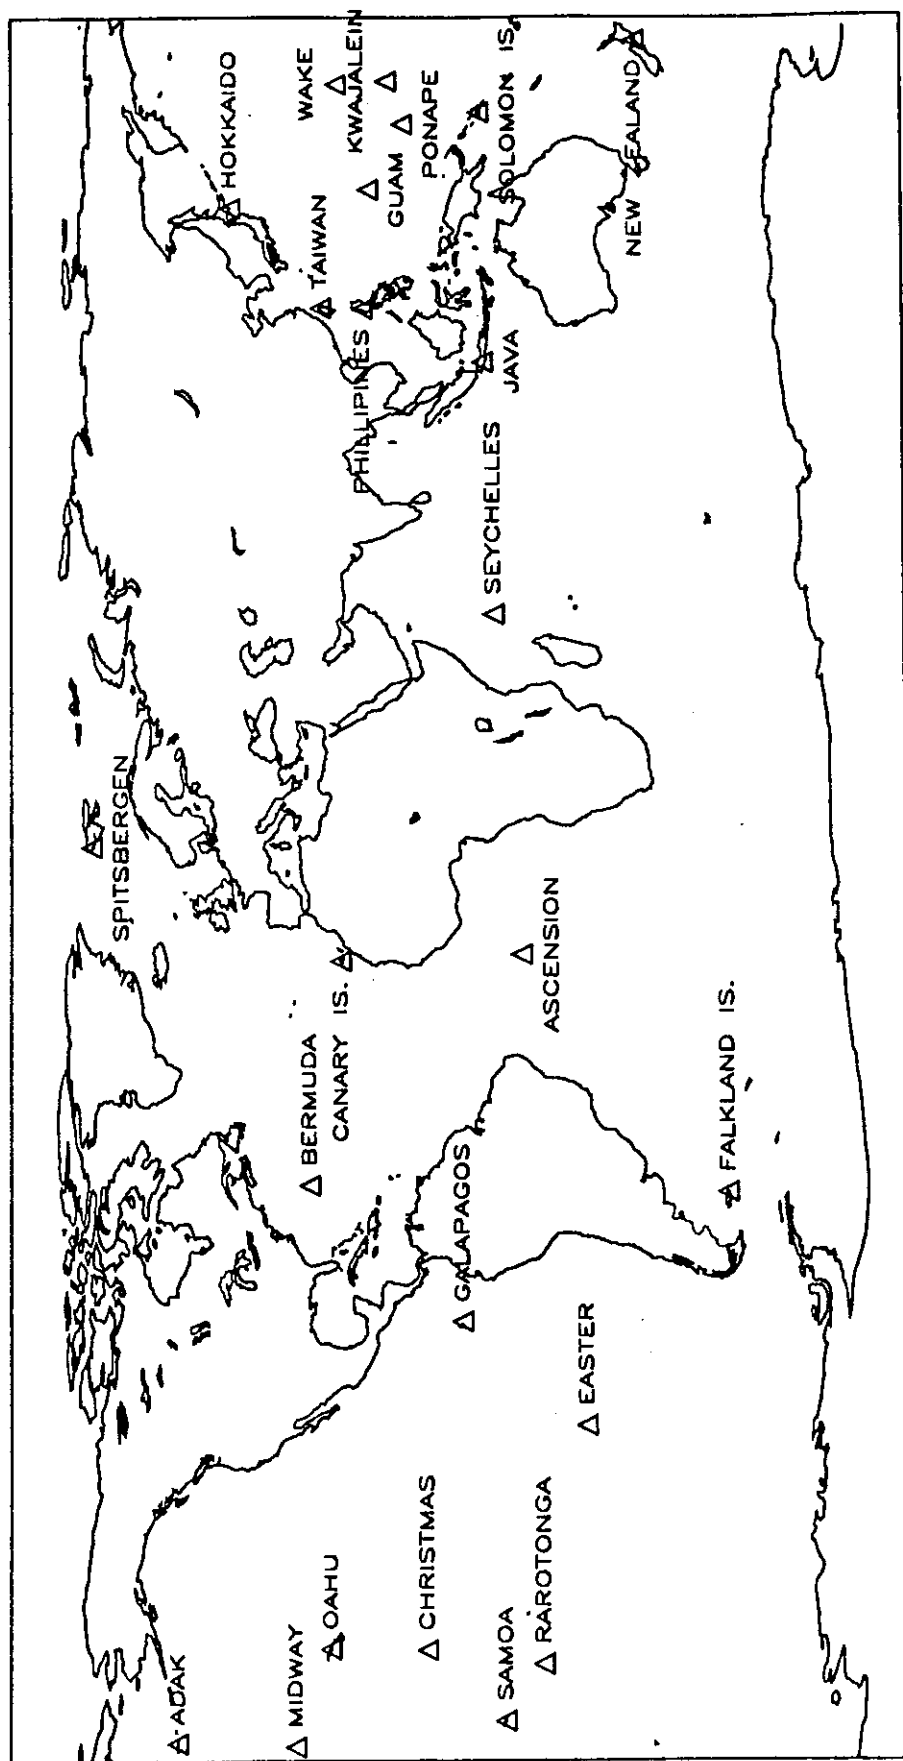 SPITSBERGEN
ADAK
HOKKAIDO
MIDWAY
BERMUDA
TAIWAN
WAKE
OAHU
CANARY IS.
PHILLIPINES
KWAJALEIN
GUAM
PONAPE
CHRISTMAS
GALAPAGOS
SEYCHELLES
JAVA
SOLOMON IS.
SAMOA
RAROTONGA
ASCENSION
EASTER
NEW ZEALAND
FALKLAND IS.